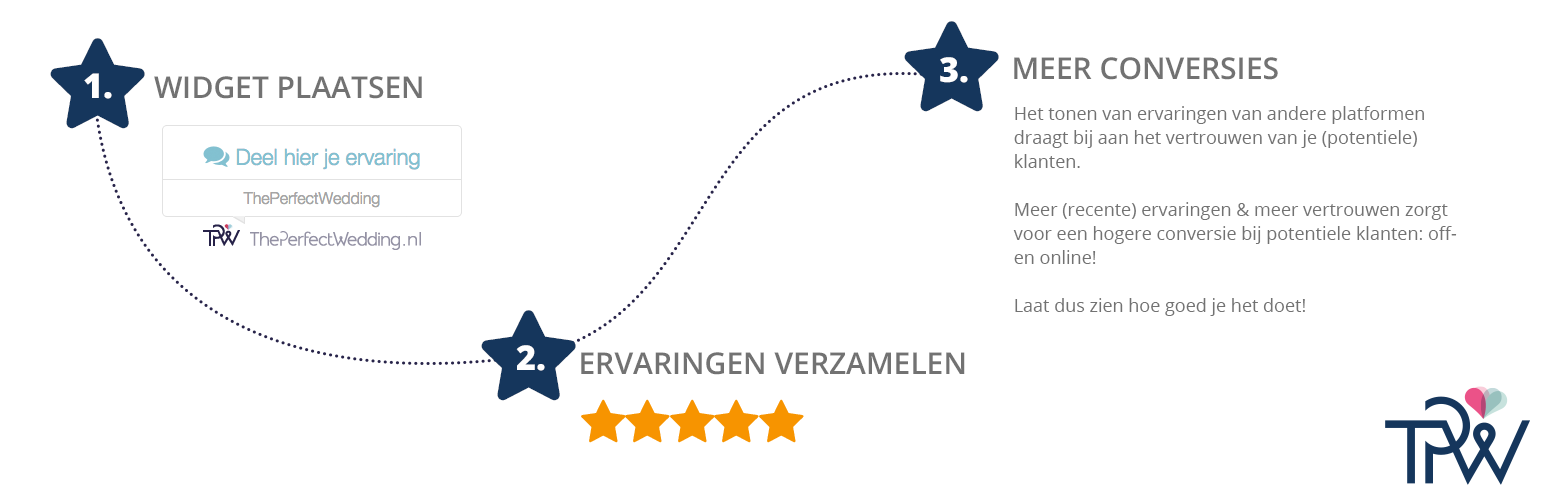 1.
WIDGET PLAATSEN
Deel hier je ervaring
ThePerfectWedding
TPW ThePerfectWedding.nl
2.
ERVARINGEN VERZAMELEN
3.
MEER CONVERSIES
Het tonen van ervaringen van andere platformen
draagt bij aan het vertrouwen van je (potentiele)
klanten.
Meer (recente) ervaringen & meer vertrouwen zorgt
voor een hogere conversie bij potentiele klanten: off-
en online!
Laat dus zien hoe goed je het doet!
TPW